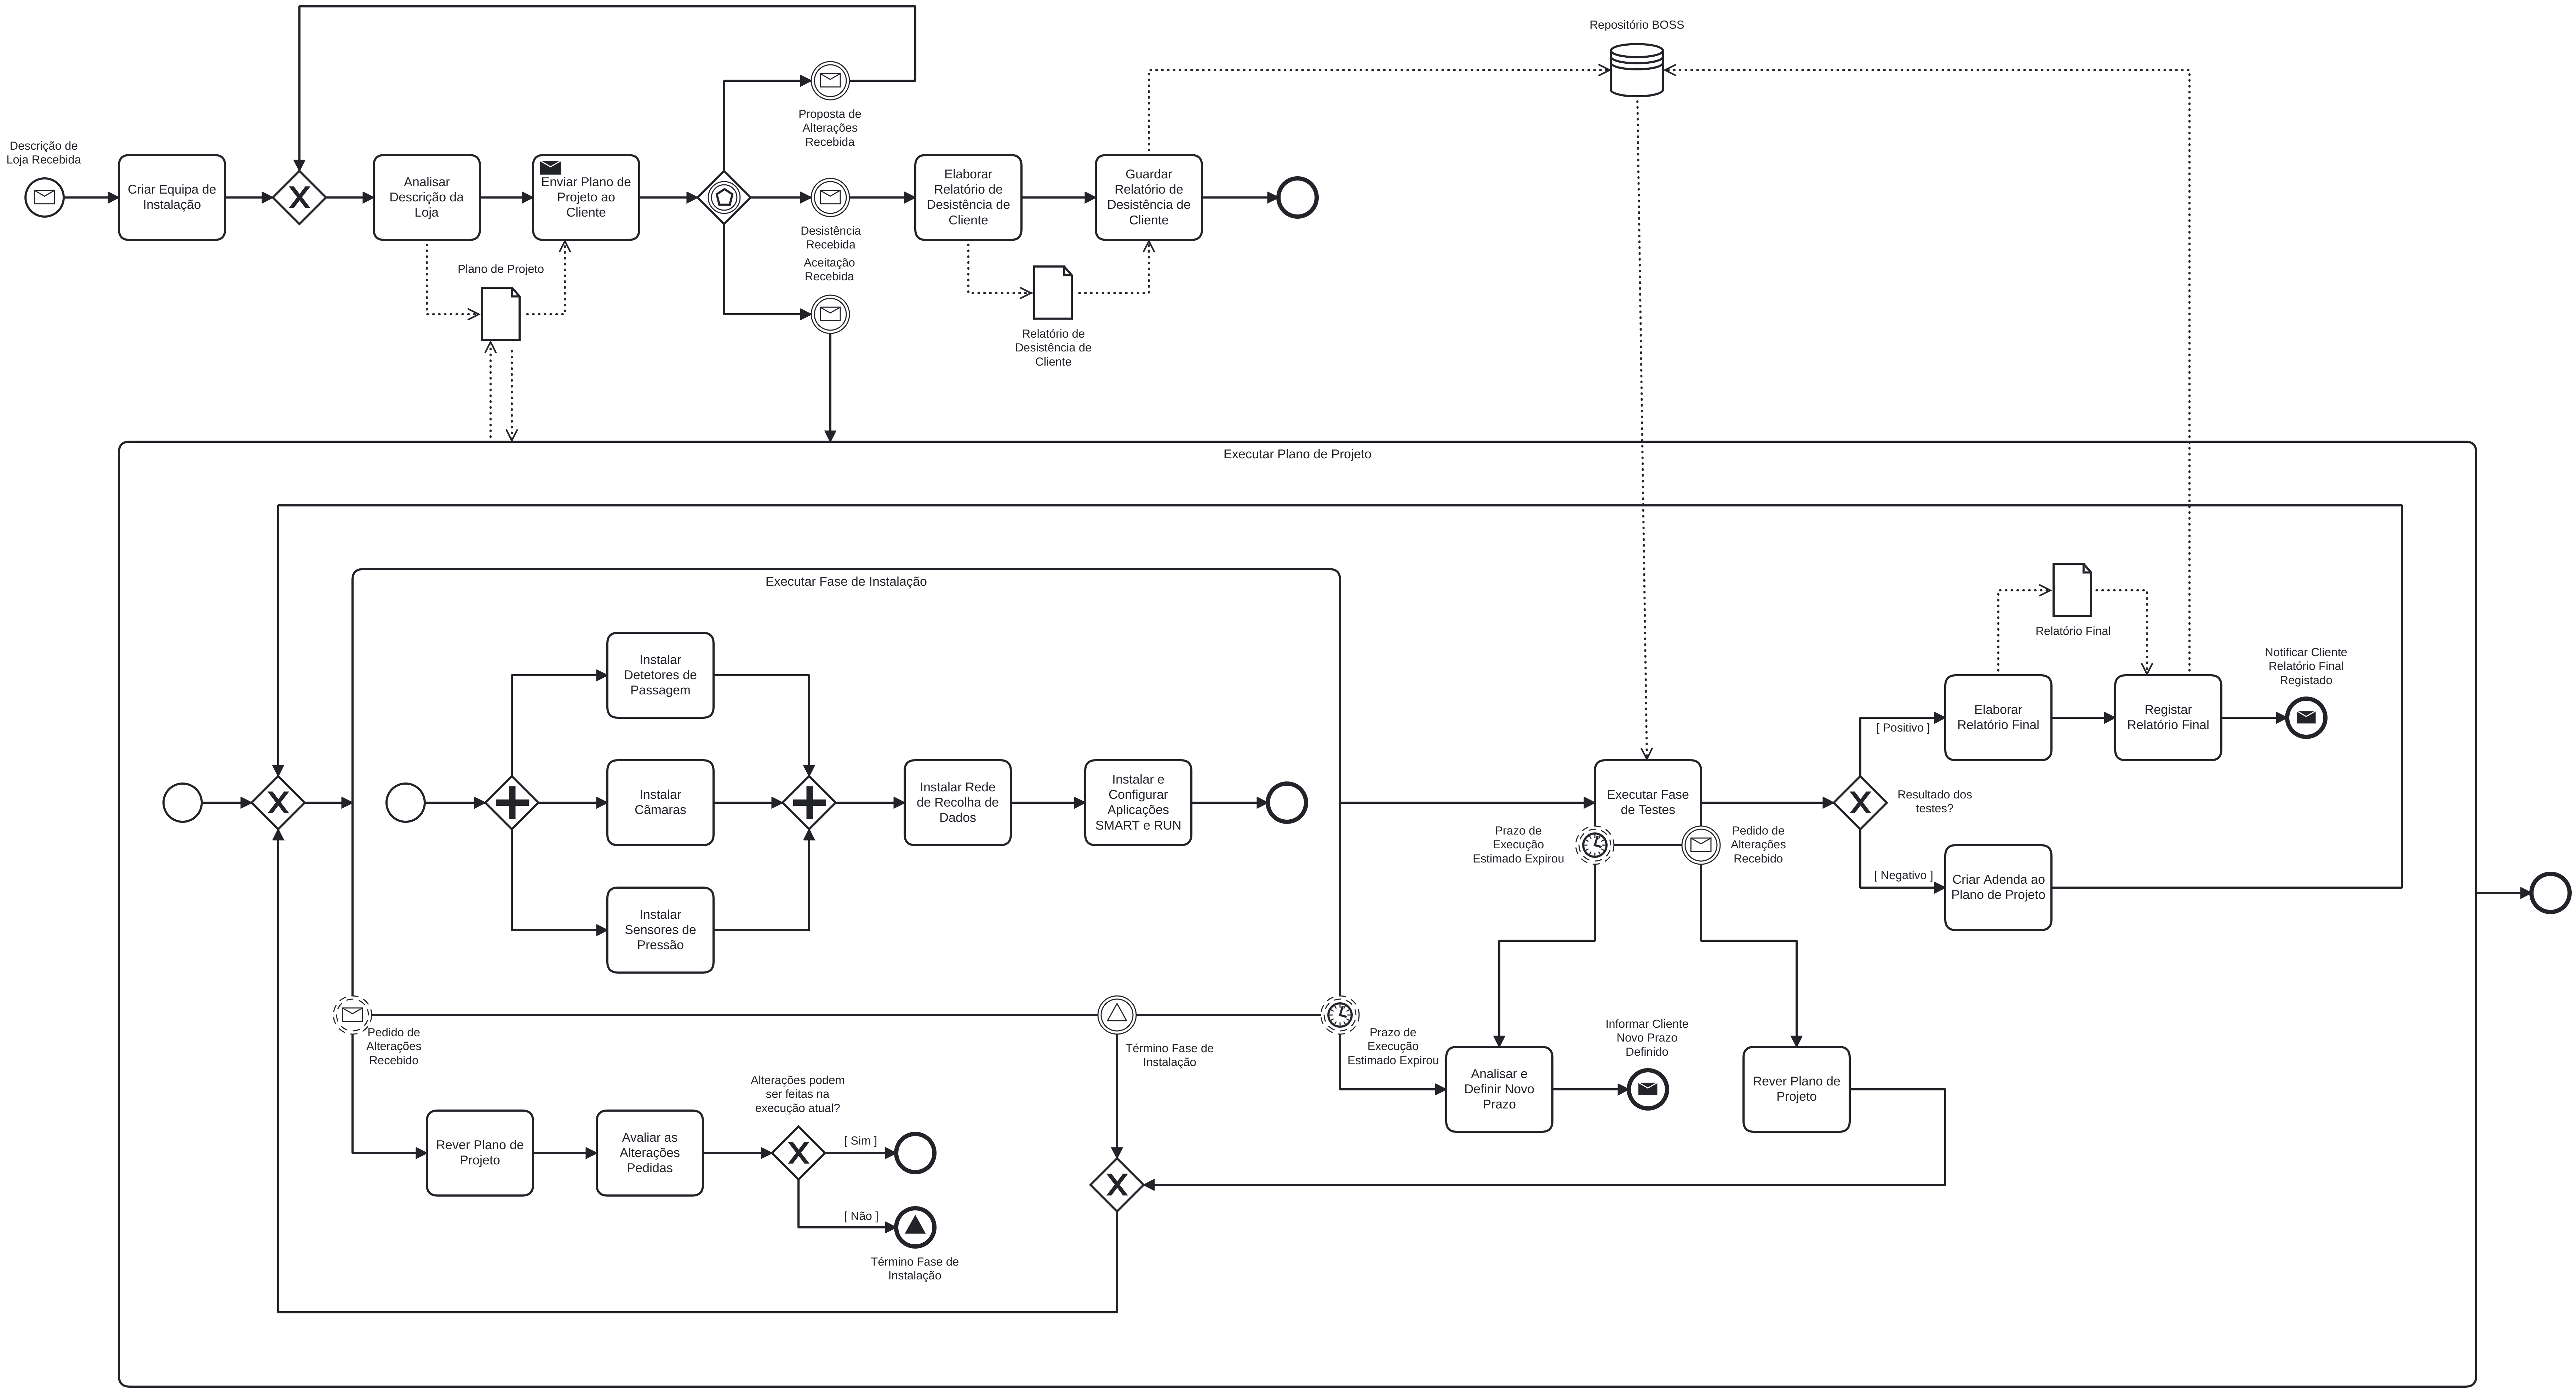 Repositório BOSS
Proposta de
Alterações
Recebida
Descrição de
Loja Recebida
Criar Equipa de
Instalação
Analisar
Descrição da
Loja
Enviar Plano de
Projeto ao
Cliente
Elaborar
Relatório de
Desistência de
Cliente
Guardar
Relatório de
Desistência de
Cliente
Desistência
Recebida
Aceitação
Recebida
Plano de Projeto
Relatório de
Desistência de
Cliente
Executar Plano de Projeto
Executar Fase de Instalação
Instalar
Detetores de
Passagem
Instalar
Câmaras
Instalar
Sensores de
Pressão
Instalar Rede
de Recolha de
Dados
Instalar e
Configurar
Aplicações
SMART e RUN
Executar Fase
de Testes
Prazo de
Execução
Estimado Expirou
Pedido de
Alterações
Recebido
Resultado dos
testes?
[ Positivo ]
[ Negativo ]
Relatório Final
Elaborar
Relatório Final
Registar
Relatório Final
Notificar Cliente
Relatório Final
Registado
Criar Adenda ao
Plano de Projeto
Pedido de
Alterações
Recebido
Término Fase de
Instalação
Prazo de
Execução
Estimado Expirou
Analisar e
Definir Novo
Prazo
Informar Cliente
Novo Prazo
Definido
Rever Plano de
Projeto
Rever Plano de
Projeto
Avaliar as
Alterações
Pedidas
Alterações podem
ser feitas na
execução atual?
[ Sim ]
[ Não ]
Término Fase de
Instalação